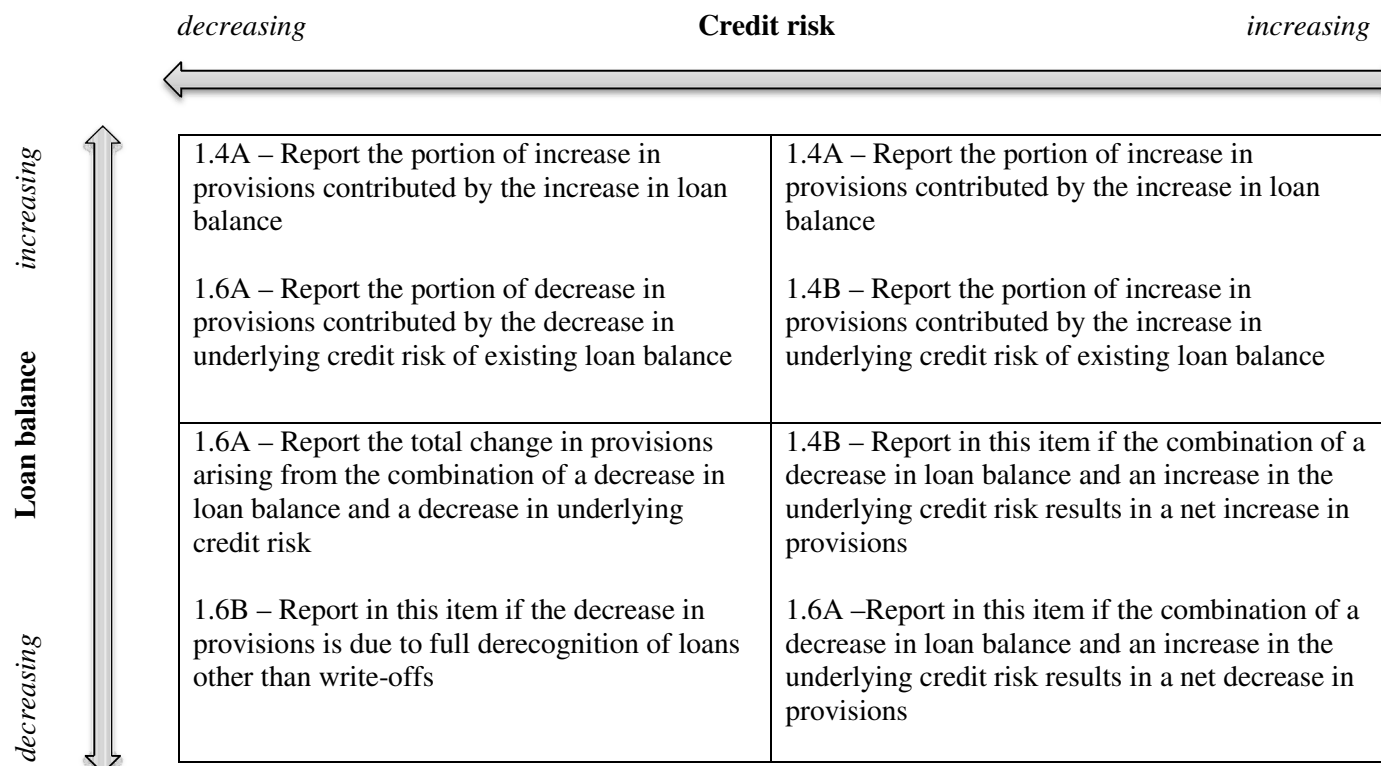 decreasing Credit risk increasing
increasing
Loan balance
decreasing
1.4A – Report the portion of increase in
provisions contributed by the increase in loan
balance
1.6A – Report the portion of decrease in
provisions contributed by the decrease in
underlying credit risk of existing loan balance
1.4A – Report the portion of increase in
provisions contributed by the increase in loan
balance
1.4B – Report the portion of increase in
provisions contributed by the increase in
underlying credit risk of existing loan balance
1.6A – Report the total change in provisions
arising from the combination of a decrease in
loan balance and a decrease in underlying
credit risk
1.6B – Report in this item if the decrease in
provisions is due to full derecognition of loans
other than write-offs
1.4B – Report in this item if the combination of a
decrease in loan balance and an increase in the
underlying credit risk results in a net increase in
provisions
1.6A –Report in this item if the combination of a
decrease in loan balance and an increase in the
underlying credit risk results in a net decrease in
provisions